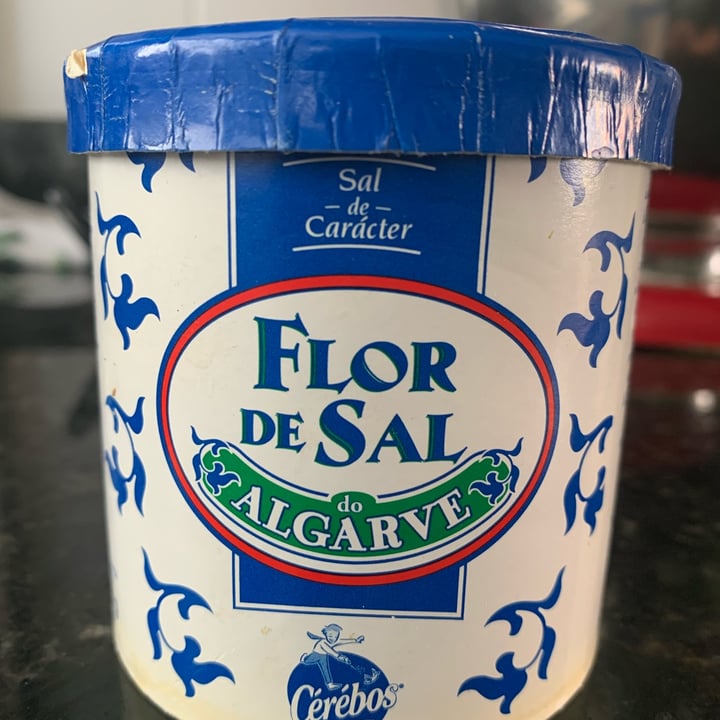 Sal
– de –
Carácter
FLOR
DE SAL
do
ALGARVE
Cérébos®